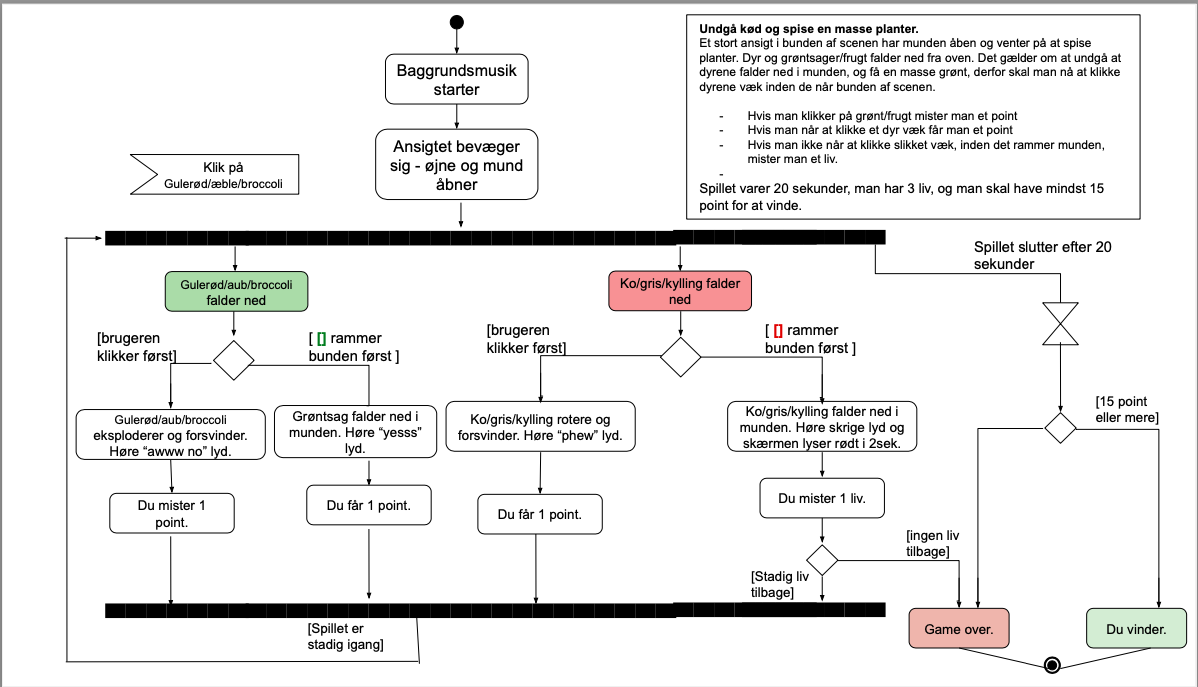 Baggrundsmusik
starter
Ansigtet bevæger
sig - øjne og mund
åbner
Klik på
Gulerød/æble/broccoli
Undgå kød og spise en masse planter.
Et stort ansigt i bunden af scenen har munden åben og venter på at spise
planter. Dyr og grøntsager/frugt falder ned fra oven. Det gælder om at undgå at
dyrene falder ned i munden, og få en masse grønt, derfor skal man nå at klikke
dyrene væk inden de når bunden af scenen.
- Hvis man klikker på grønt/frugt mister man et point
- Hvis man når at klikke et dyr væk får man et point
- Hvis man ikke når at klikke slikket væk, inden det rammer munden,
mister man et liv.
-
Spillet varer 20 sekunder, man har 3 liv, og man skal have mindst 15
point for at vinde.
Spillet slutter efter 20
sekunder
Gulerød/aub/broccoli
falder ned
Ko/gris/kylling falder
ned
[brugeren
klikker først]
[ [] rammer
bunden først ]
[brugeren
klikker først]
[ [] rammer
bunden først ]
[15 point
eller mere]
Gulerød/aub/broccoli
eksploderer og forsvinder.
Høre “awww no” lyd.
Grøntsag falder ned i
munden. Høre “yesss”
lyd.
Ko/gris/kylling rotere og
forsvinder. Høre “phew” lyd.
Ko/gris/kylling falder ned i
munden. Høre skrige lyd og
skærmen lyser rødt i 2sek.
Du mister 1
point.
Du får 1 point.
Du får 1 point.
Du mister 1 liv.
[ingen liv
tilbage]
[Stadig liv
tilbage]
[Spillet er
stadig igang]
Game over.
Du vinder.